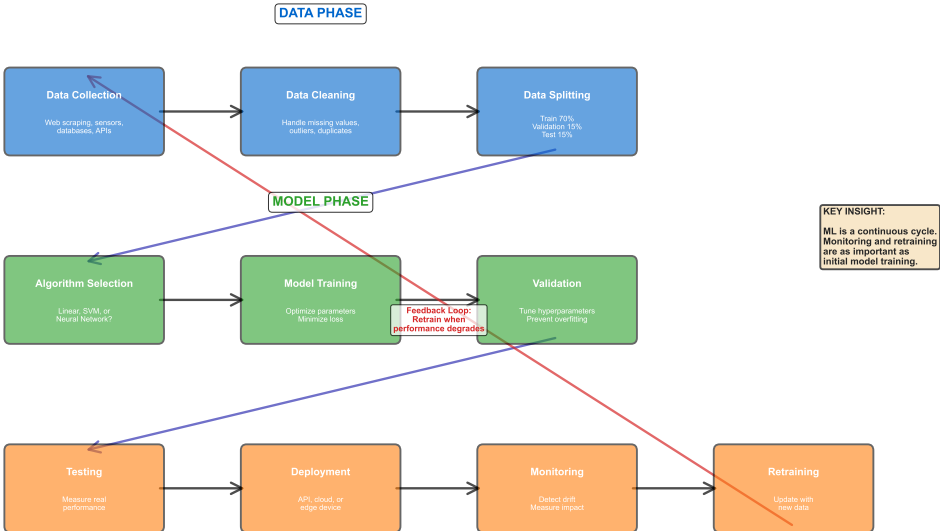 DATA PHASE
Data Collection
Web scraping, sensors,
databases, APIs
Data Cleaning
Handle missing values,
outliers, duplicates
Data Splitting
Train 70%
Validation 15%
Test 15%
MODEL PHASE
KEY INSIGHT:
ML is a continuous cycle.
Monitoring and retraining
are as important as
initial model training.
Algorithm Selection
Linear, SVM, or
Neural Network?
Model Training
Optimize parameters
Minimize loss
Validation
Tune hyperparameters
Prevent overfitting
Feedback Loop:
Retrain when
performance degrades
Testing
Measure real
performance
Deployment
API, cloud, or
edge device
Monitoring
Detect drift
Measure impact
Retraining
Update with
new data